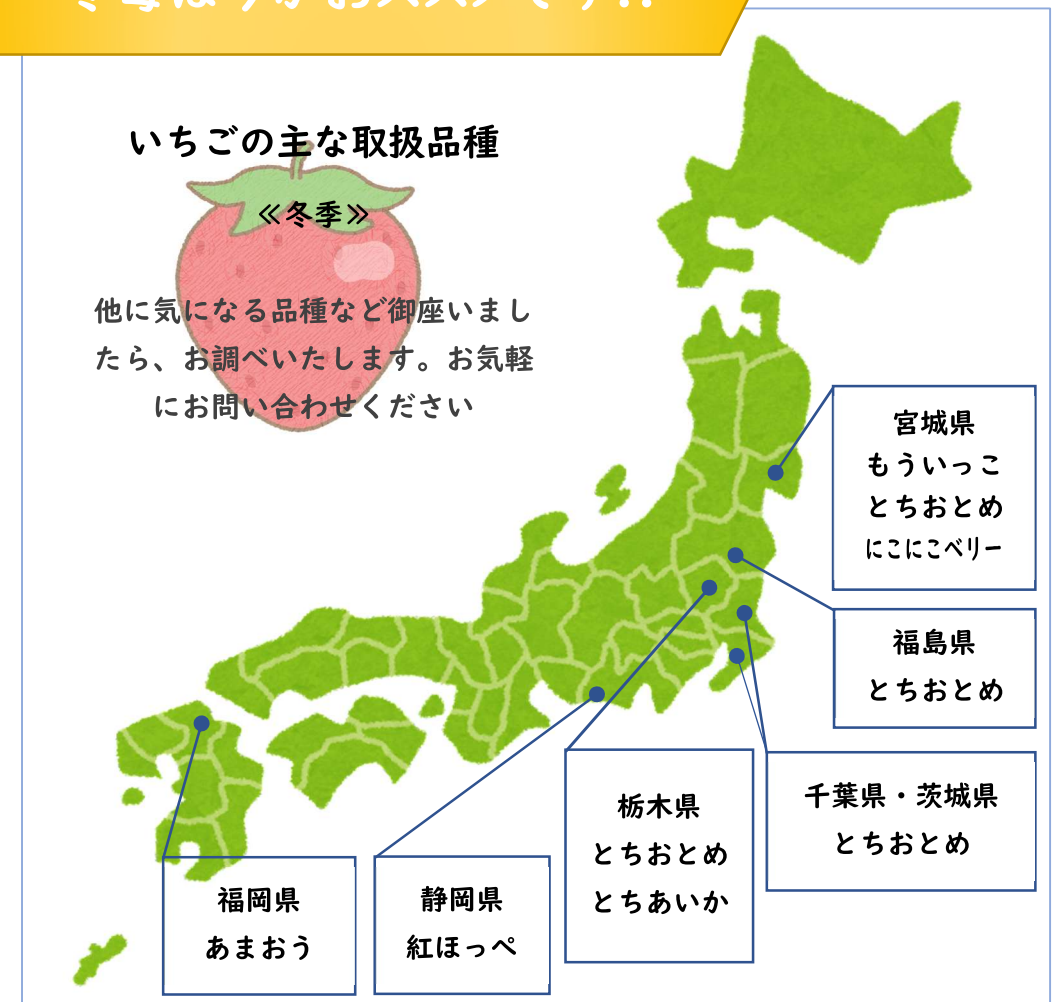 いちごの主な取扱品種
≪冬季≫
他に気になる品種など御座いまし
たら、お調べいたします。お気軽
にお問い合わせください
宮城県
もういっこ
とちおとめ
にこにこベリー
福島県
とちおとめ
千葉県・茨城県
とちおとめ
栃木県
とちおとめ
とちあいか
静岡県
紅ほっぺ
福岡県
あまおう